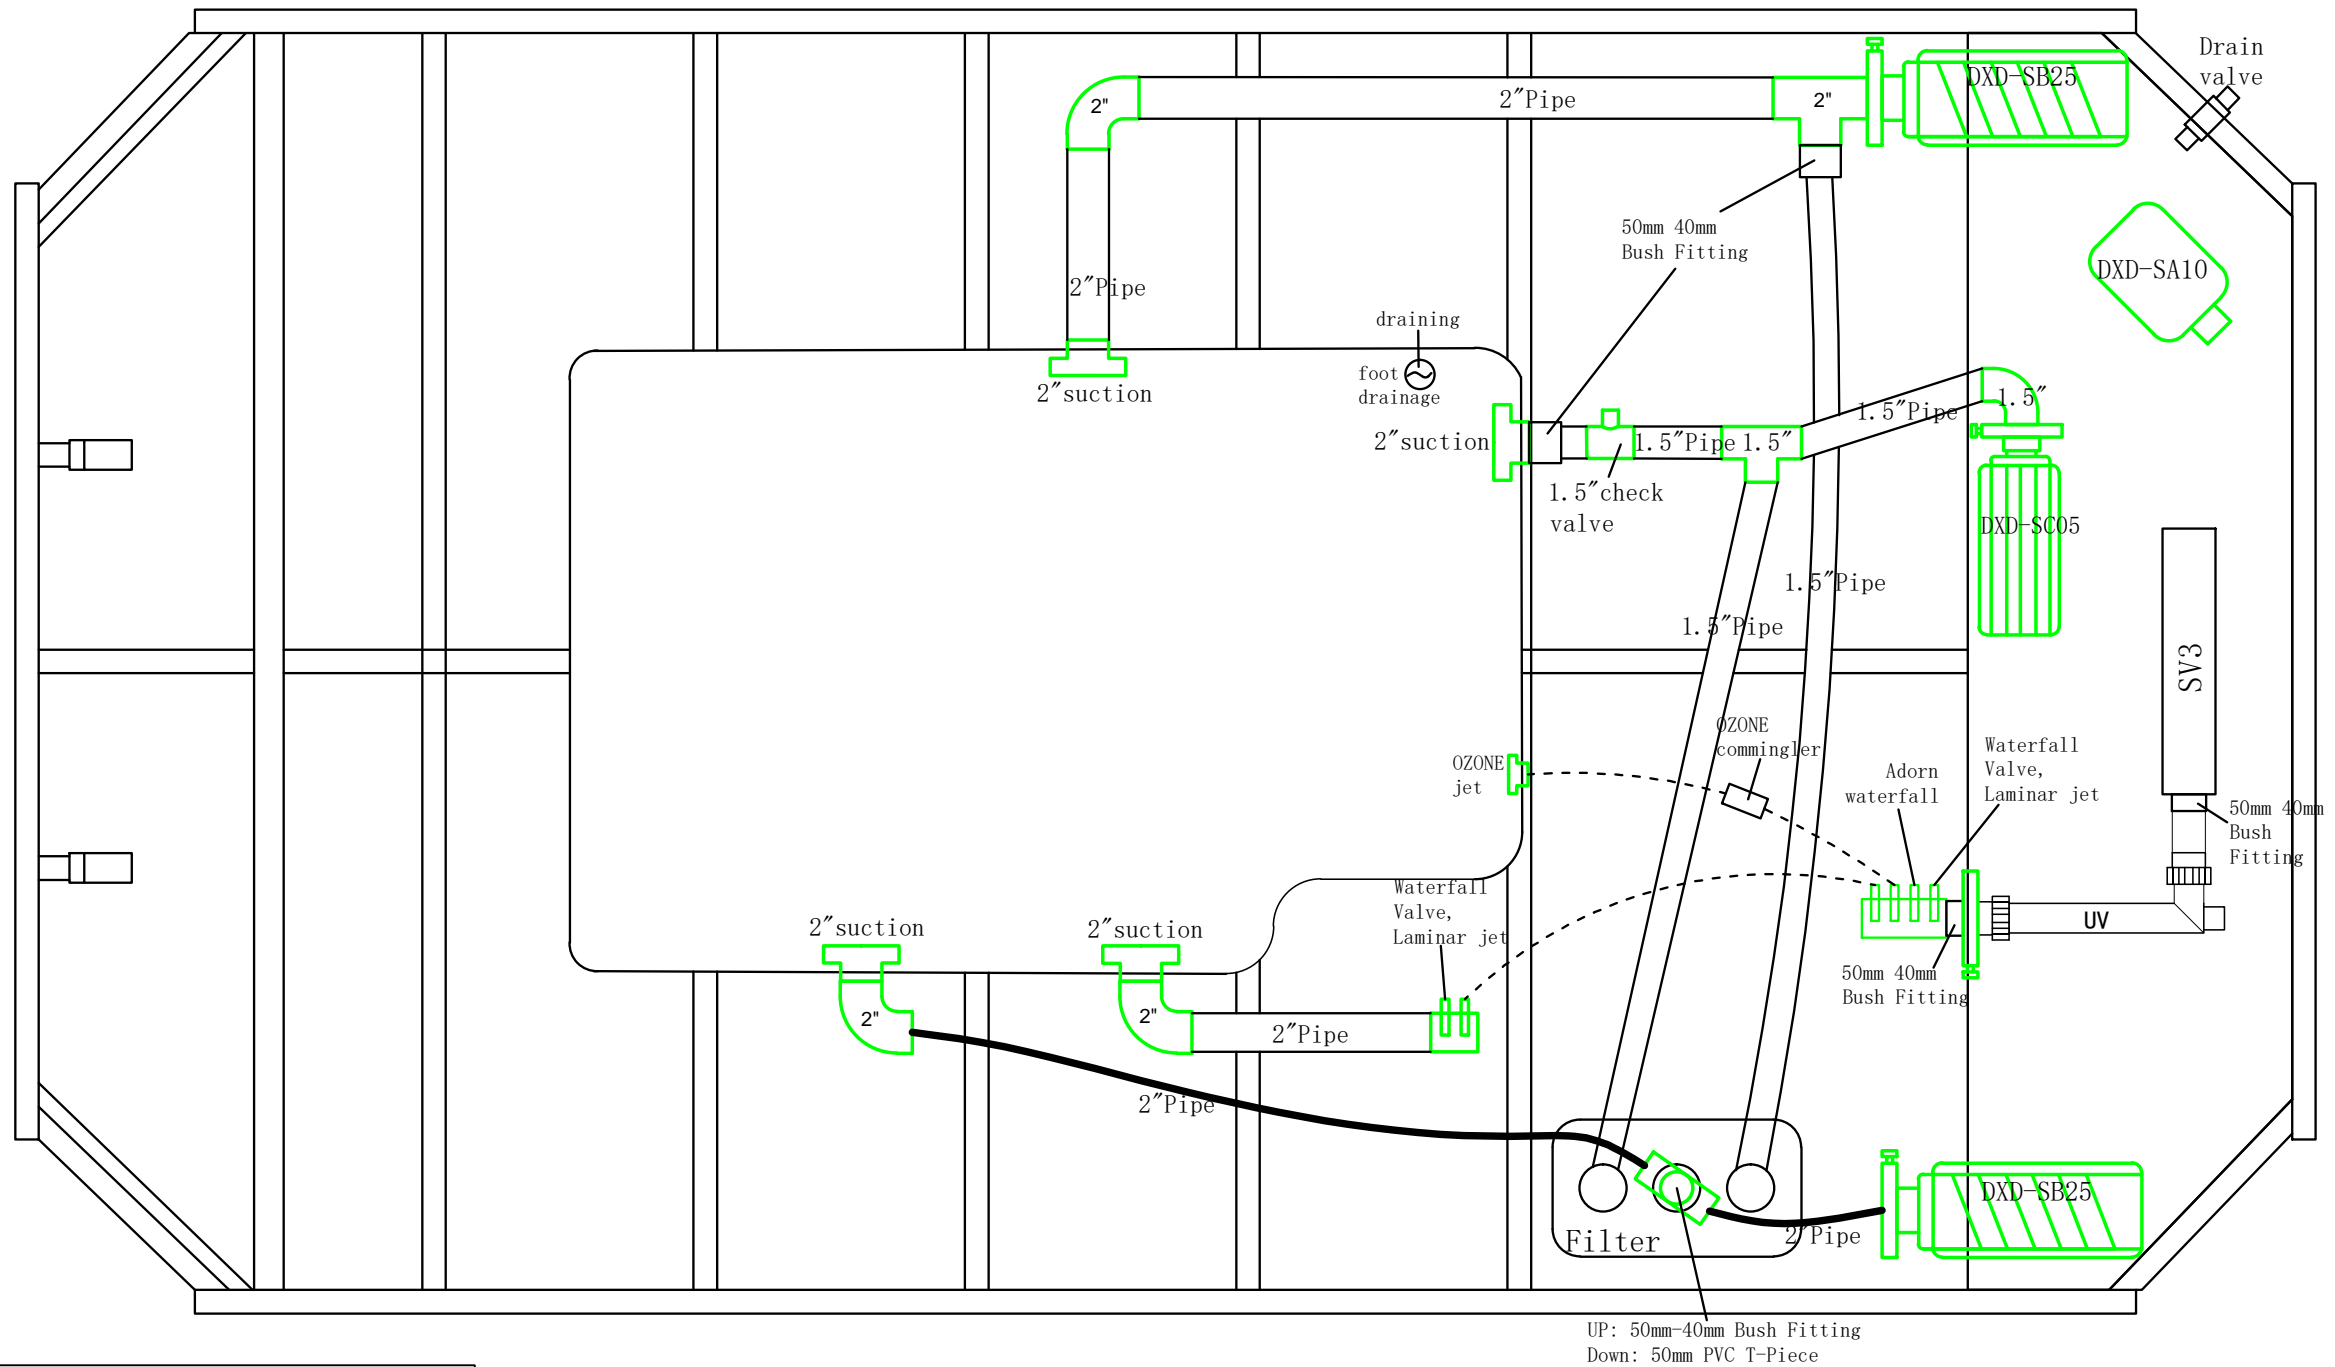 Drain
valve
DXD-SB25
2"
2"Pipe
2"
50mm 40mm
Bush Fitting
DXD-SA10
2"Pipe
draining
foot
drainage
2"suction
2"suction
1.5"Pipe
1.5"
1.5"Pipe
1.5"
1.5"check
valve
DXD-SC05
1.5"Pipe
1.5"Pipe
SV3
OZONE
commingler
OZONE
jet
Adorn
waterfall
Waterfall
Valve,
Laminar jet
50mm 40mm
Bush
Fitting
Waterfall
Valve,
Laminar jet
UV
50mm 40mm
Bush Fitting
2"suction
2"suction
2"
2"
2"Pipe
2"Pipe
DXD-SB25
2"Pipe
Filter
UP: 50mm-40mm Bush Fitting
Down: 50mm PVC T-Piece